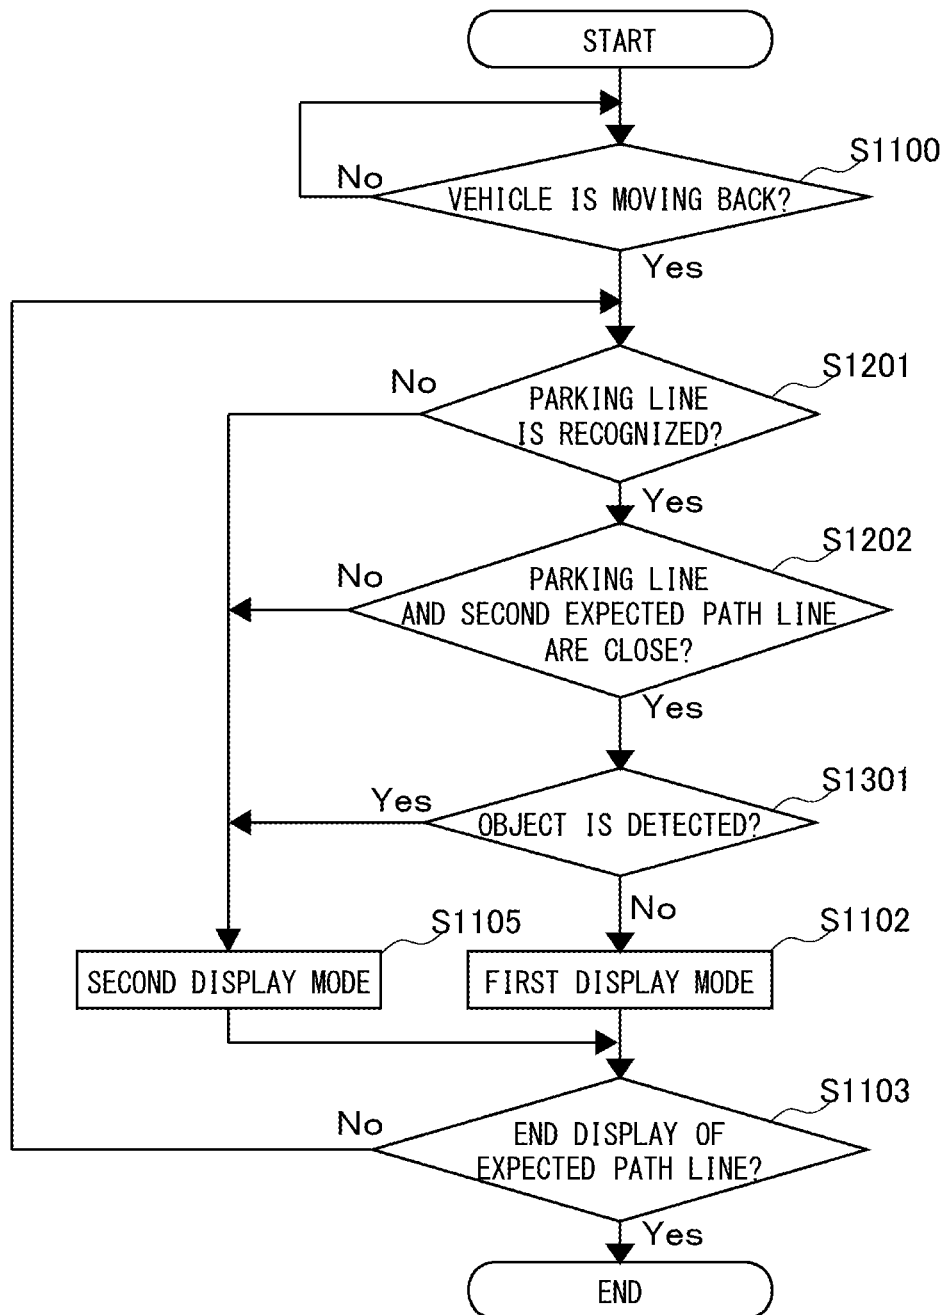 START
S1100
No
VEHICLE IS MOVING BACK?
Yes
S1201
No
PARKING LINE
IS RECOGNIZED?
Yes
S1202
No
PARKING LINE
AND SECOND EXPECTED PATH LINE
ARE CLOSE?
Yes
S1301
Yes
OBJECT IS DETECTED?
No
S1105
S1102
SECOND DISPLAY MODE
FIRST DISPLAY MODE
S1103
No
END DISPLAY OF
EXPECTED PATH LINE?
Yes
END